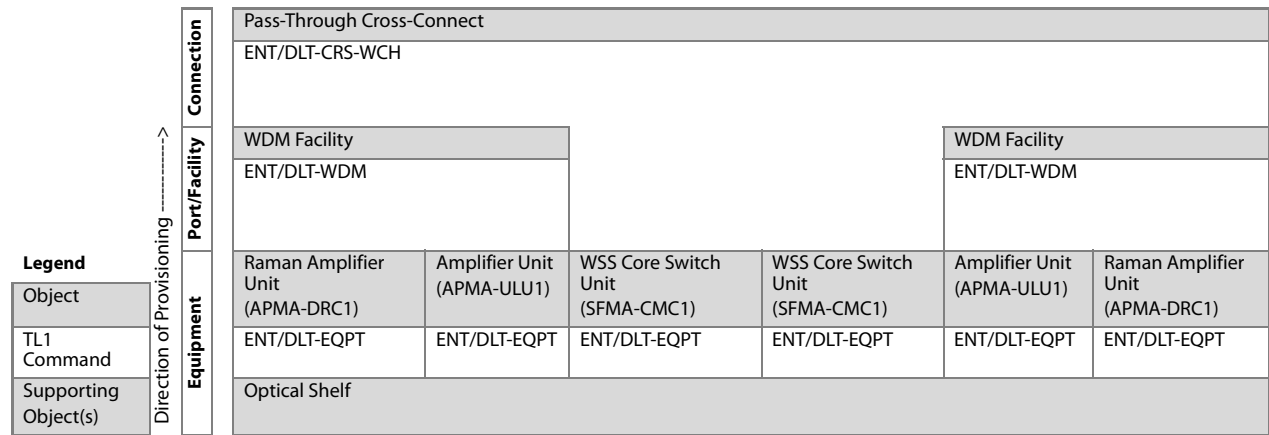 Connection
Pass-Through Cross-Connect
ENT/DLT-CRS-WCH
Port/Facility
WDM Facility
WDM Facility
ENT/DLT-WDM
ENT/DLT-WDM
Direction of Provisioning ------------->
Equipment
Raman Amplifier
Unit
(APMA-DRC1)
Amplifier Unit
(APMA-ULU1)
WSS Core Switch
Unit
(SFMA-CMC1)
WSS Core Switch
Unit
(SFMA-CMC1)
Amplifier Unit
(APMA-ULU1)
Raman Amplifier
Unit
(APMA-DRC1)
ENT/DLT-EQPT
ENT/DLT-EQPT
ENT/DLT-EQPT
ENT/DLT-EQPT
ENT/DLT-EQPT
ENT/DLT-EQPT
Optical Shelf
Legend
Object
TL1
Command
Supporting
Object(s)